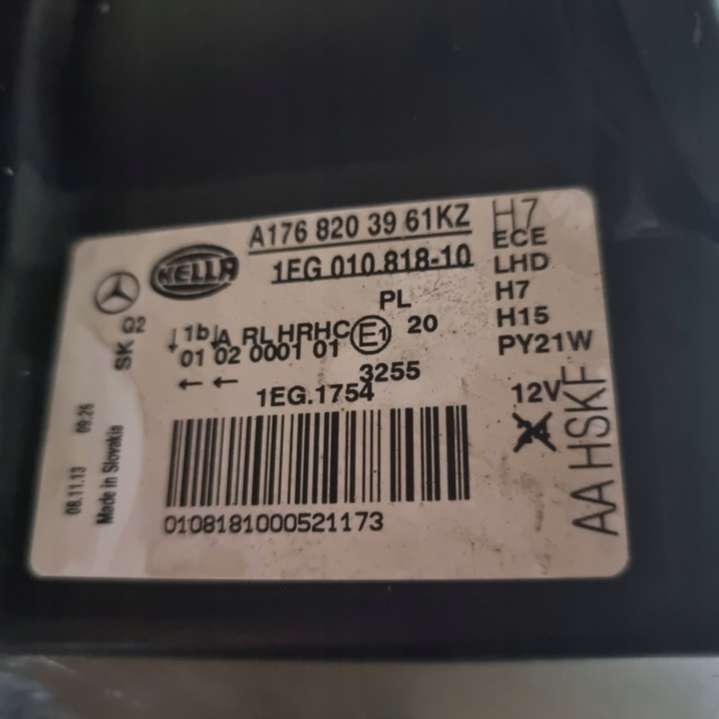 HELLA
A176 820 39 61KZ
1EG 010.818-10
PL
1b A RL HRHC E1 20
01 02 0001 01
3255
← ←
1EG.1754
0108181000521173
H7
ECE
LHD
H7
H15
PY21W
12V
AA HSKF
Q2
SK
08.11.13 09:26
Made in Slovakia